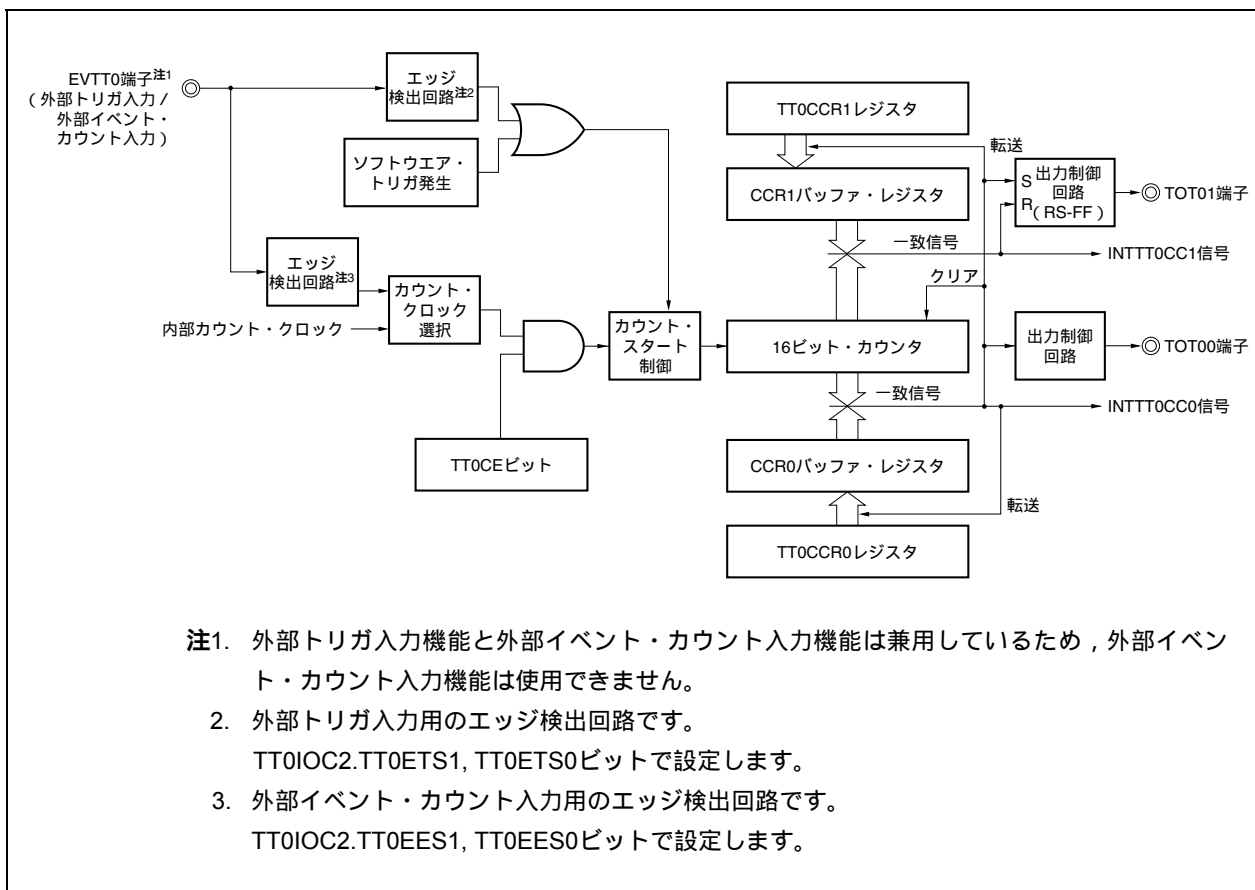 EVTT0端子注1
(外部トリガ入力/
外部イベント・
カウント入力)
エッジ
検出回路注2
ソフトウエア・
トリガ発生
エッジ
検出回路注3
内部カウント・クロック
カウント・
クロック
選択
TT0CEビット
カウント・
スタート
制御
TT0CCR1レジスタ
転送
CCR1バッファ・レジスタ
一致信号
クリア
16ビット・カウンタ
一致信号
CCR0バッファ・レジスタ
転送
TT0CCR0レジスタ
S 出力制御
回路
R (RS-FF)
TOT01端子
INTTT0CC1信号
出力制御
回路
TOT00端子
INTTT0CC0信号
注1. 外部トリガ入力機能と外部イベント・カウント入力機能は兼用しているため,外部イベン
ト・カウント入力機能は使用できません。
2. 外部トリガ入力用のエッジ検出回路です。
TT0IOC2.TT0ETS1, TT0ETS0ビットで設定します。
3. 外部イベント・カウント入力用のエッジ検出回路です。
TT0IOC2.TT0EES1, TT0EES0ビットで設定します。